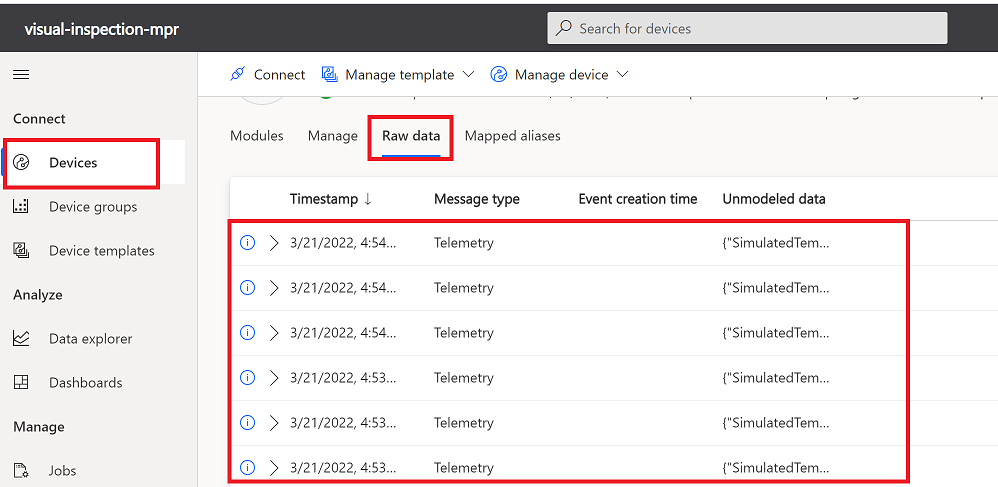 visual-inspection-mpr
Search for devices
Connect
Manage template
Manage device
Connect
Devices
Device groups
Device templates
Analyze
Data explorer
Dashboards
Manage
Jobs
Modules Manage Raw data Mapped aliases
Timestamp ↓ Message type Event creation time Unmodeled data
3/21/2022, 4:54... Telemetry {"SimulatedTem...
3/21/2022, 4:54... Telemetry {"SimulatedTem...
3/21/2022, 4:54... Telemetry {"SimulatedTem...
3/21/2022, 4:53... Telemetry {"SimulatedTem...
3/21/2022, 4:53... Telemetry {"SimulatedTem...
3/21/2022, 4:53... Telemetry {"SimulatedTem...